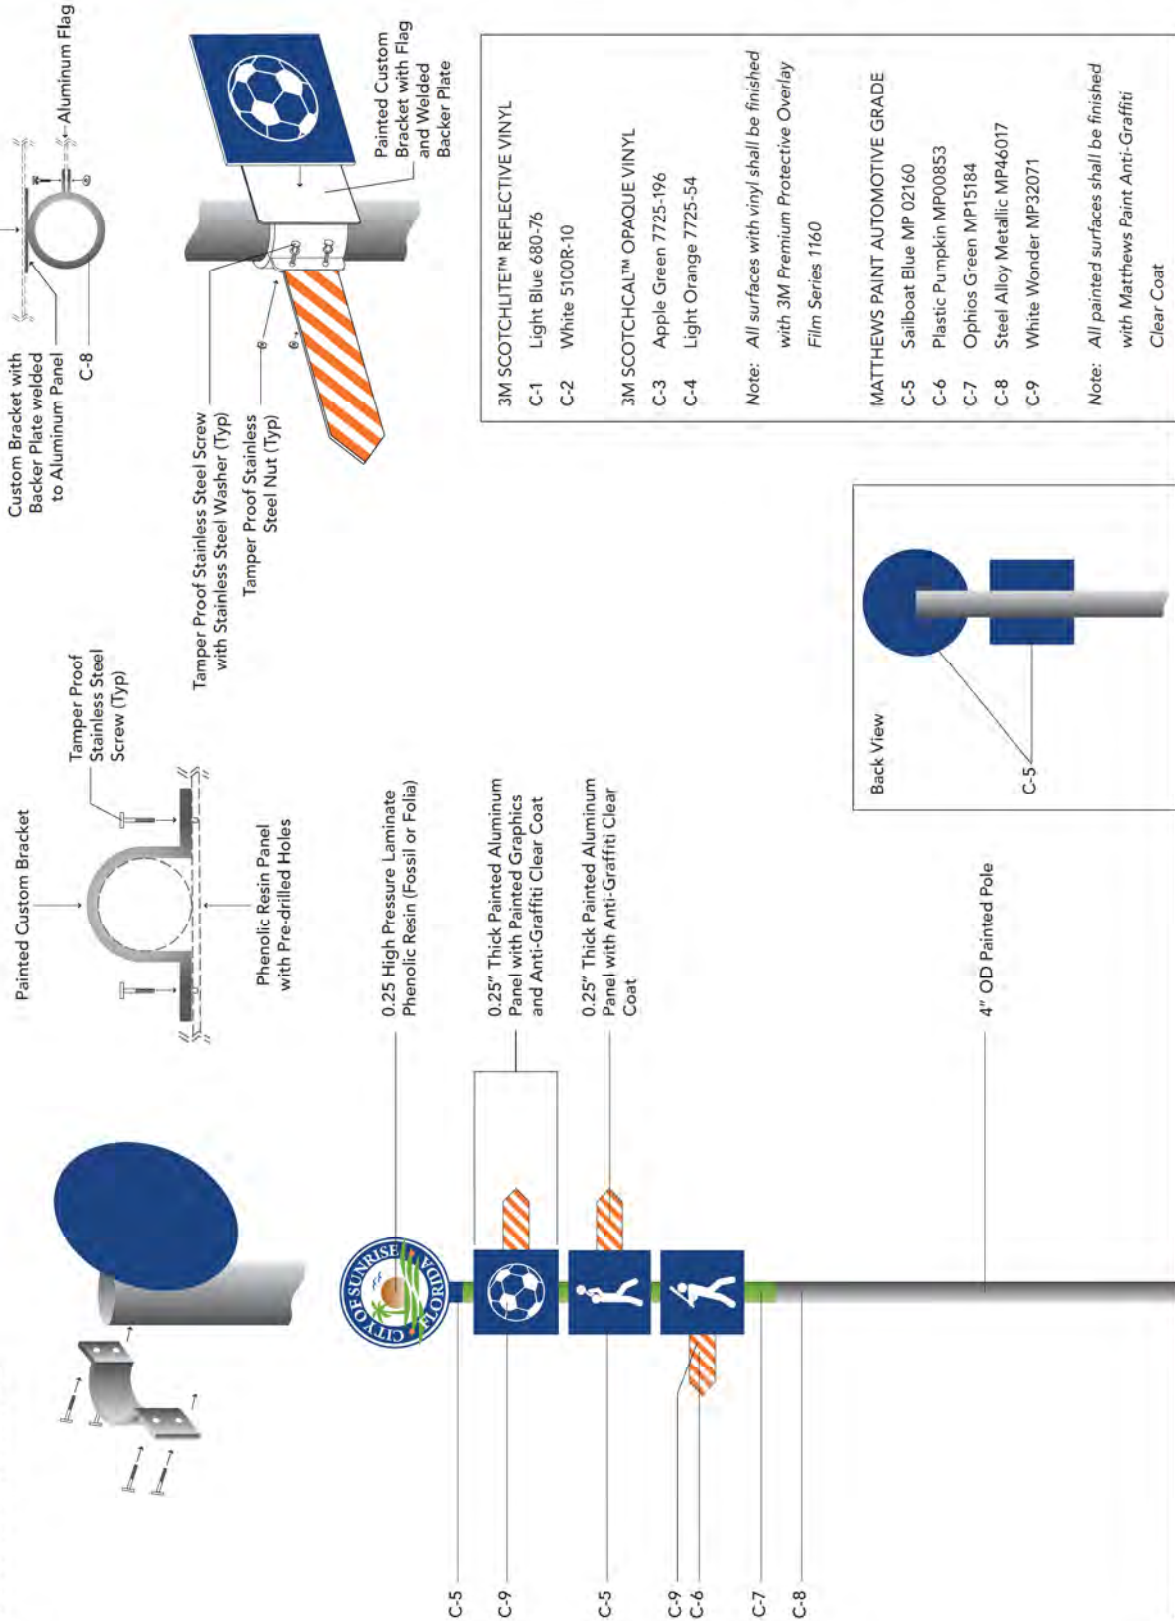 Painted Custom Bracket
Tamper Proof
Stainless Steel
Screw (Typ)
Phenolic Resin Panel
with Pre-drilled Holes
Custom Bracket with
Backer Plate welded
to Aluminum Panel
C-8
Aluminum Flag
Tamper Proof Stainless Steel Screw
with Stainless Steel Washer (Typ)
Tamper Proof Stainless
Steel Nut (Typ)
Painted Custom
Bracket with Flag
and Welded
Backer Plate
CITY OF SUNRISE
FLORIDA
0.25 High Pressure Laminate
Phenolic Resin (Fossil or Folia)
0.25" Thick Painted Aluminum
Panel with Painted Graphics
and Anti-Graffiti Clear Coat
0.25" Thick Painted Aluminum
Panel with Anti-Graffiti Clear
Coat
4" OD Painted Pole
C-5
C-9
C-5
C-9
C-6
C-7
C-8
3M SCOTCHLITE™ REFLECTIVE VINYL
C-1 Light Blue 680-76
C-2 White 5100R-10
3M SCOTCHCAL™ OPAQUE VINYL
C-3 Apple Green 7725-196
C-4 Light Orange 7725-54
Note: All surfaces with vinyl shall be finished
with 3M Premium Protective Overlay
Film Series 1160
MATTHEWS PAINT AUTOMOTIVE GRADE
C-5 Sailboat Blue MP 02160
C-6 Plastic Pumpkin MP00853
C-7 Ophios Green MP15184
C-8 Steel Alloy Metallic MP46017
C-9 White Wonder MP32071
Note: All painted surfaces shall be finished
with Matthews Paint Anti-Graffiti
Clear Coat
Back View
C-5